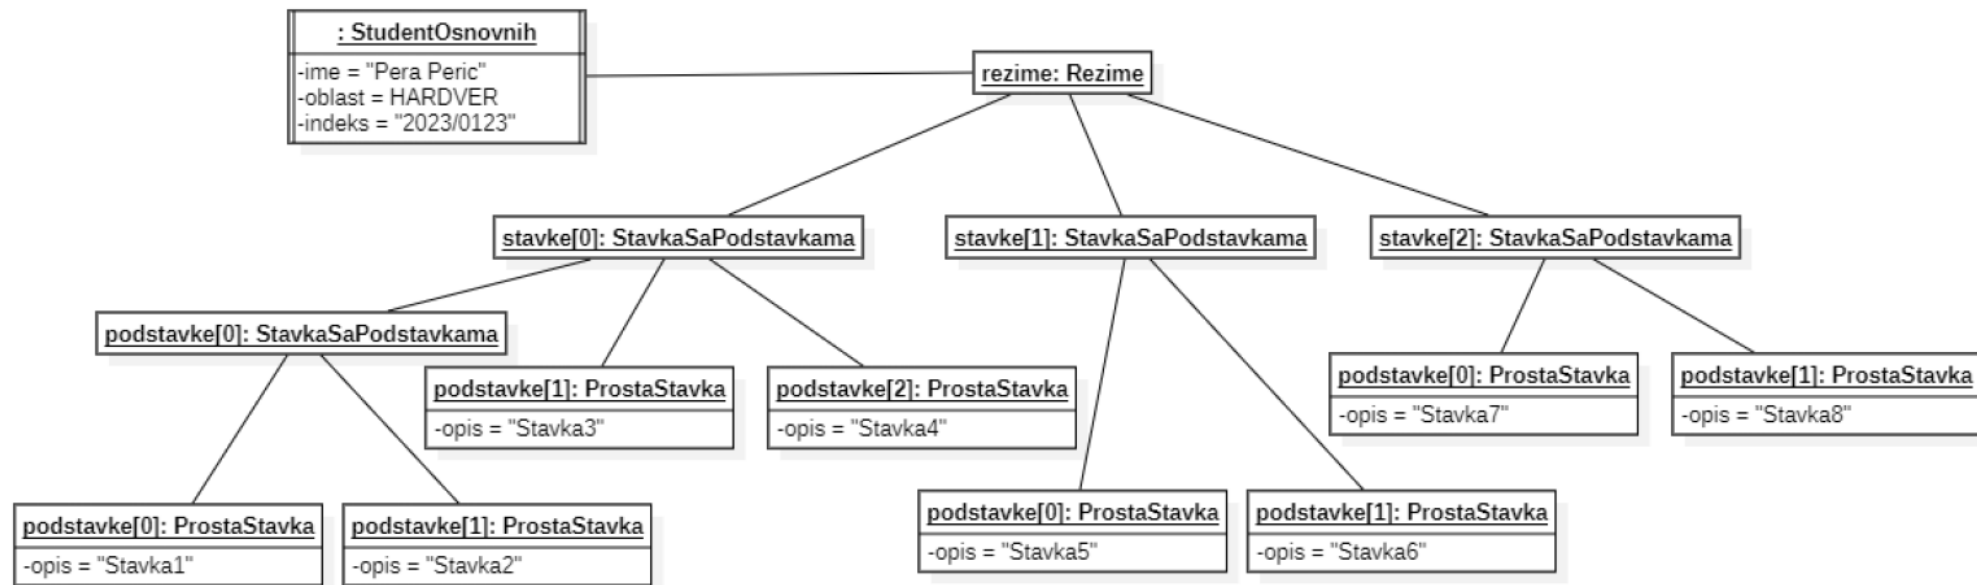 : StudentOsnovnih
-ime = "Pera Peric"
-oblast = HARDVER
-indeks = "2023/0123"
rezime: Rezime
stavke[0]: StavkaSaPodstavkama
stavke[1]: StavkaSaPodstavkama
stavke[2]: StavkaSaPodstavkama
podstavke[0]: StavkaSaPodstavkama
podstavke[1]: ProstaStavka
-opis = "Stavka3"
podstavke[2]: ProstaStavka
-opis = "Stavka4"
podstavke[0]: ProstaStavka
-opis = "Stavka7"
podstavke[1]: ProstaStavka
-opis = "Stavka8"
podstavke[0]: ProstaStavka
-opis = "Stavka1"
podstavke[1]: ProstaStavka
-opis = "Stavka2"
podstavke[0]: ProstaStavka
-opis = "Stavka5"
podstavke[1]: ProstaStavka
-opis = "Stavka6"